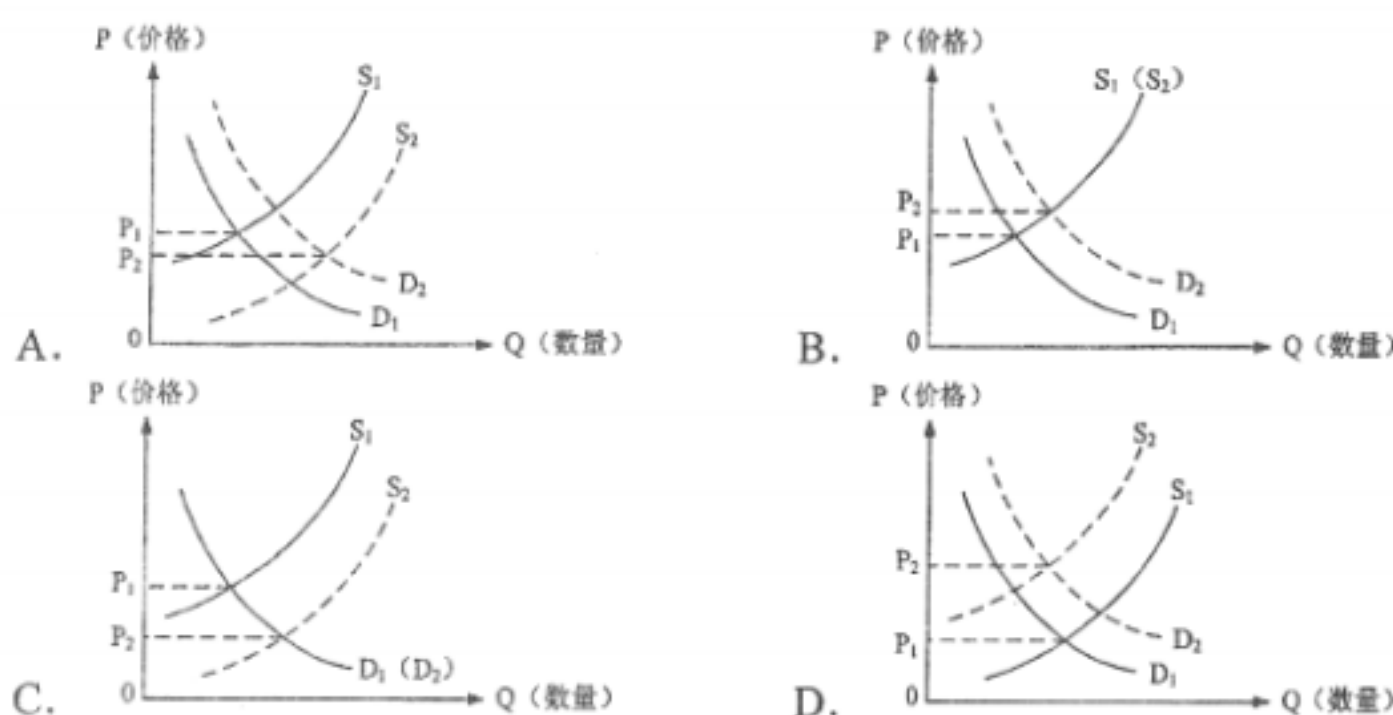 P（价格）
S₁
S₂
P₁
P₂
D₂
D₁
0
Q（数量）
A.
P（价格）
S₁（S₂）
P₂
P₁
D₂
D₁
0
Q（数量）
B.
P（价格）
S₁
S₂
P₁
P₂
D₁（D₂）
0
Q（数量）
C.
P（价格）
S₂
S₁
P₂
P₁
D₂
D₁
0
Q（数量）
D.